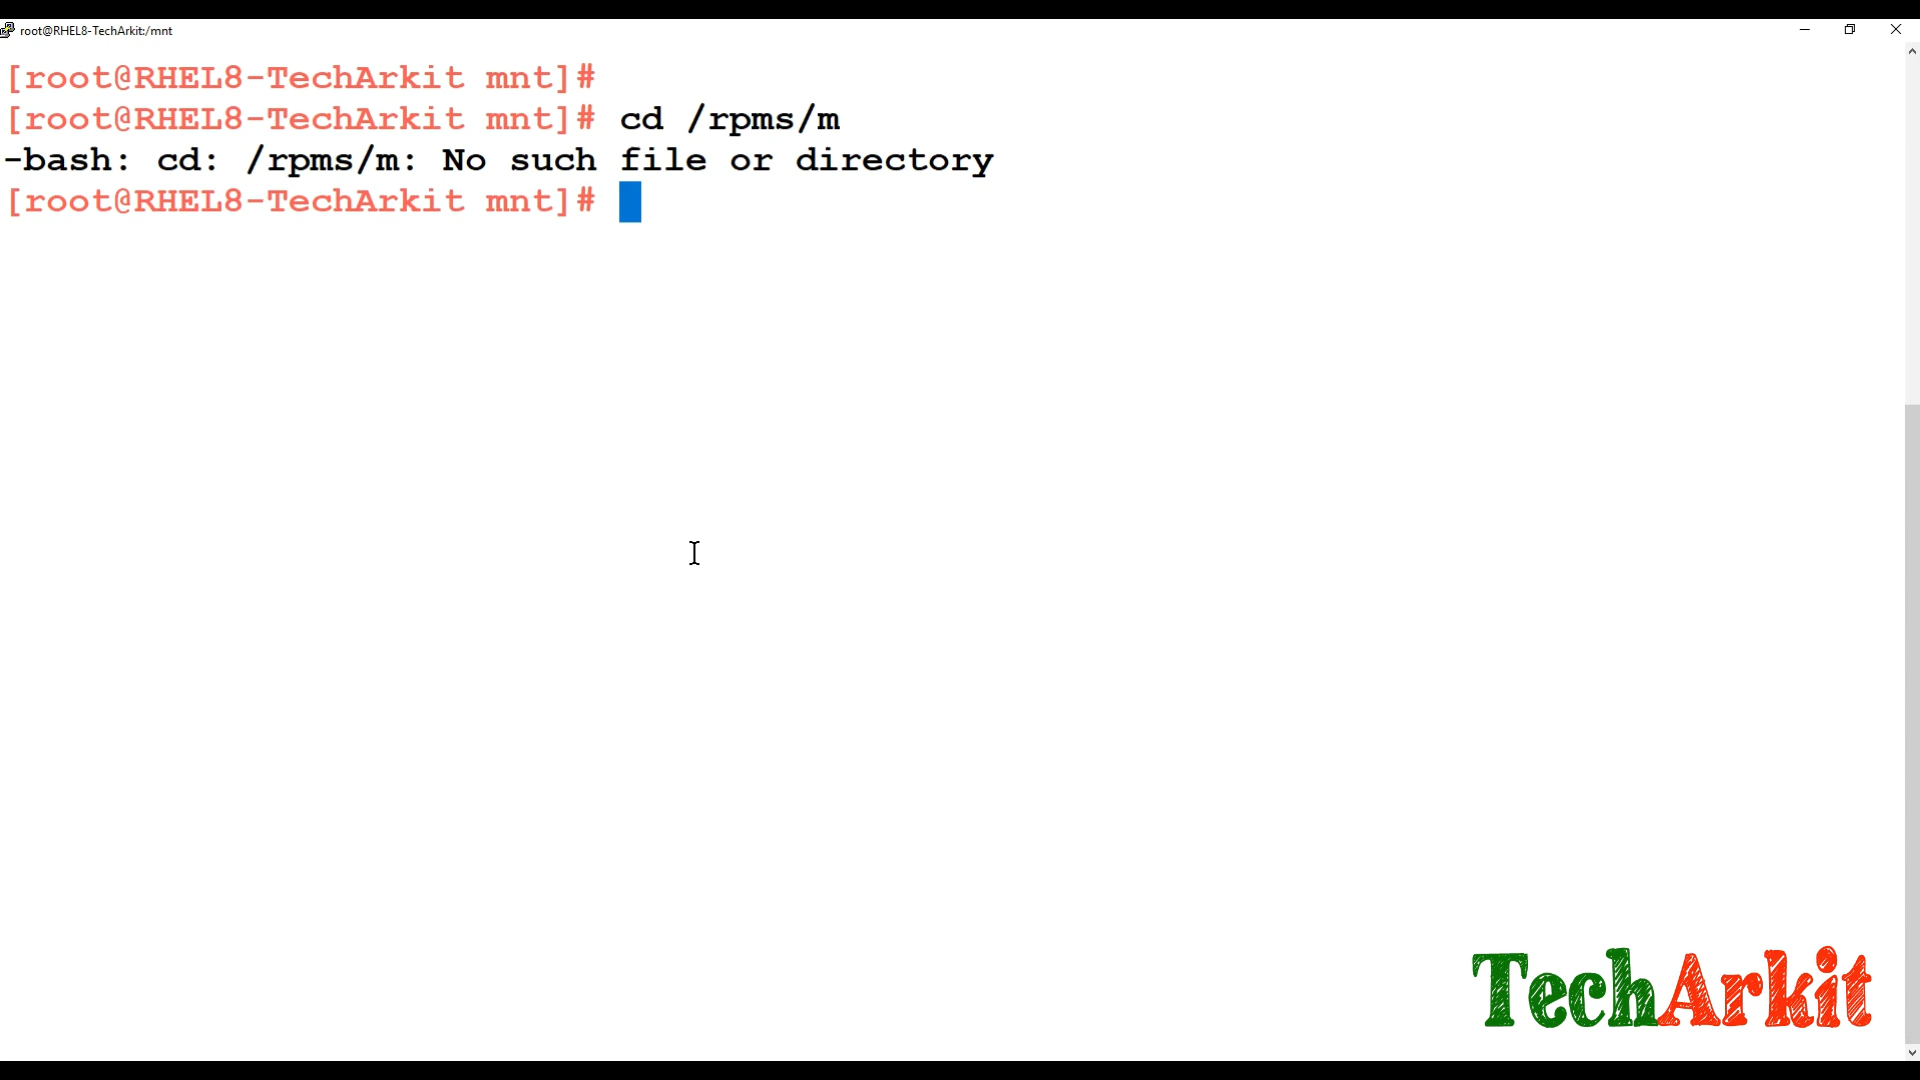 root@RHEL8-TechArkit:/mnt
[root@RHEL8-TechArkit mnt]#
[root@RHEL8-TechArkit mnt]# cd /rpms/m
-bash: cd: /rpms/m: No such file or directory
[root@RHEL8-TechArkit mnt]#
TechArkit